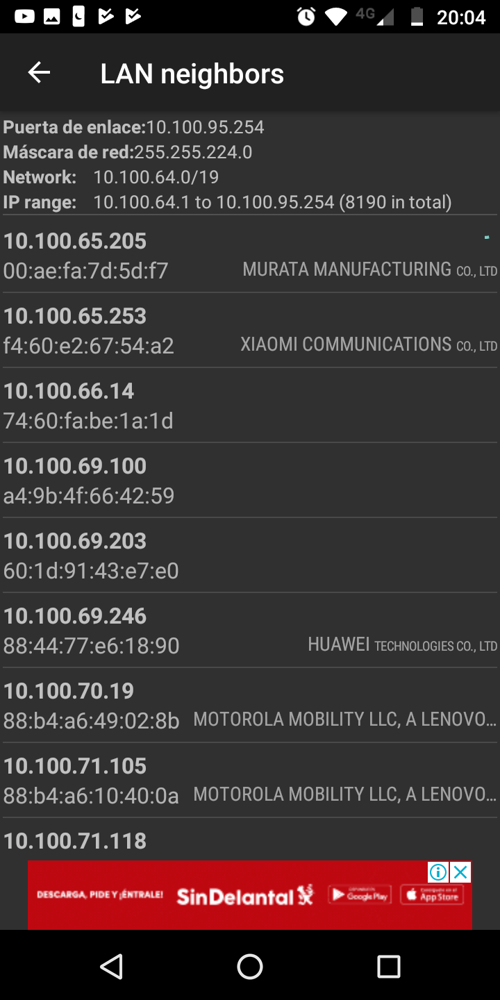 4G 20:04
LAN neighbors
Puerta de enlace:10.100.95.254
Máscara de red:255.255.224.0
Network: 10.100.64.0/19
IP range: 10.100.64.1 to 10.100.95.254 (8190 in total)
10.100.65.205
00:ae:fa:7d:5d:f7 MURATA MANUFACTURING CO., LTD
10.100.65.253
f4:60:e2:67:54:a2 XIAOMI COMMUNICATIONS CO., LTD
10.100.66.14
74:60:fa:be:1a:1d
10.100.69.100
a4:9b:4f:66:42:59
10.100.69.203
60:1d:91:43:e7:e0
10.100.69.246
88:44:77:e6:18:90 HUAWEI TECHNOLOGIES CO., LTD
10.100.70.19
88:b4:a6:49:02:8b MOTOROLA MOBILITY LLC, A LENOVO...
10.100.71.105
88:b4:a6:10:40:0a MOTOROLA MOBILITY LLC, A LENOVO...
10.100.71.118
DESCARGA, PIDE Y ¡ÉNTRALE! SinDelantal Google Play App Store